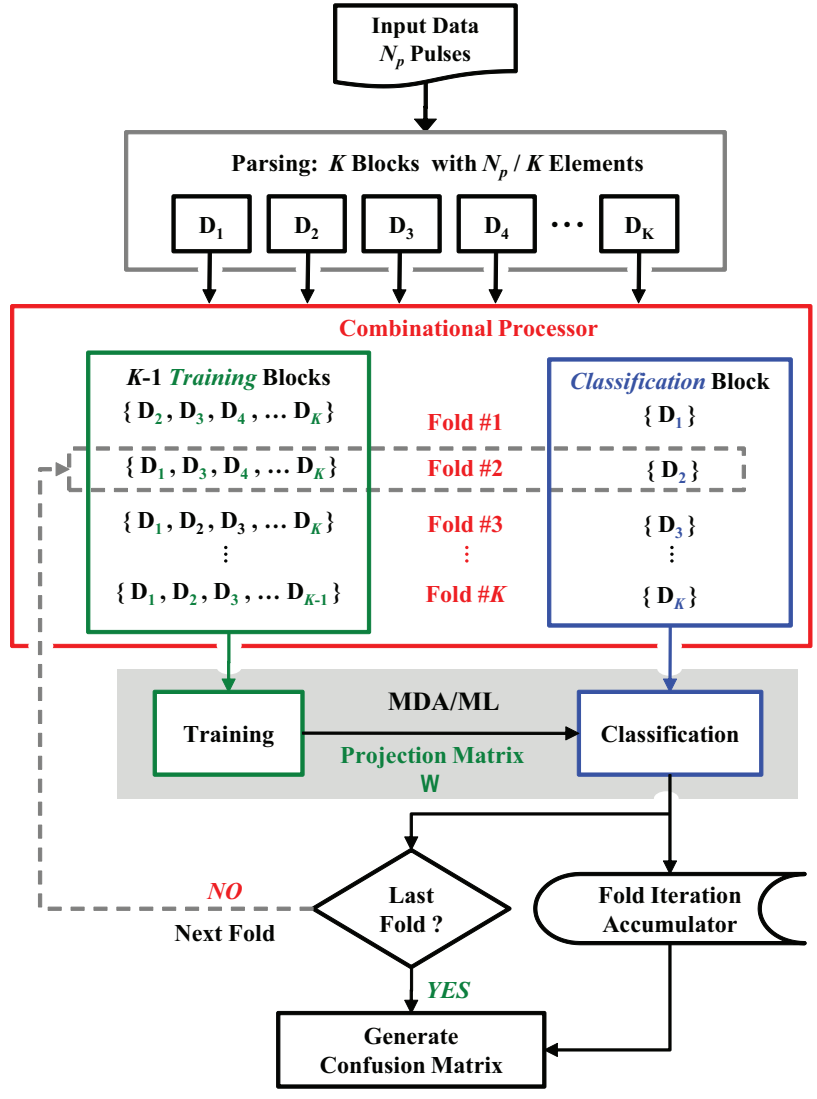 Input Data
N_p Pulses
Parsing: K Blocks with N_p / K Elements
D_1 D_2 D_3 D_4 ··· D_K
Combinational Processor
K-1 Training Blocks
Classification Block
{ D_2 , D_3 , D_4 , … D_K } Fold #1 { D_1 }
{ D_1 , D_3 , D_4 , … D_K } Fold #2 { D_2 }
{ D_1 , D_2 , D_3 , … D_K } Fold #3 { D_3 }
⋮ ⋮ ⋮
{ D_1 , D_2 , D_3 , … D_K-1 } Fold #K { D_K }
MDA/ML
Training
Classification
Projection Matrix
W
NO
Next Fold
Last
Fold ?
Fold Iteration
Accumulator
YES
Generate
Confusion Matrix